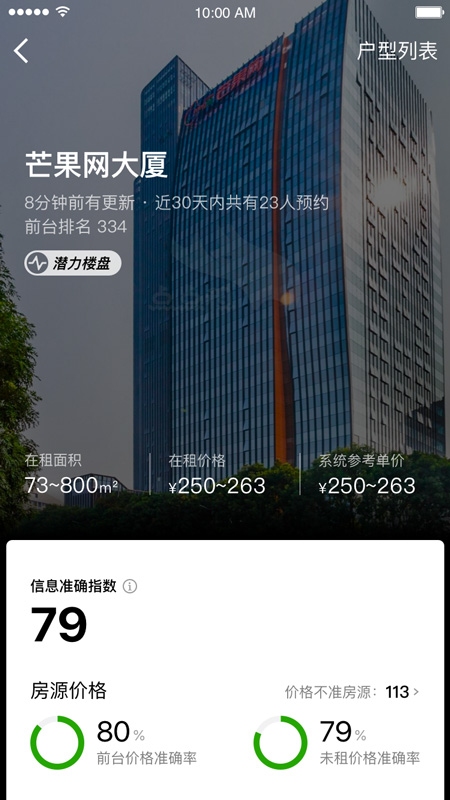 10:00 AM
户型列表
芒果网大厦
8分钟前有更新 · 近30天内共有23人预约
前台排名 334
潜力楼盘
在租面积 在租价格 系统参考单价
73~800m² ¥250~263 ¥250~263
信息准确指数
79
房源价格 价格不准房源: 113
80% 79%
前台价格准确率 未租价格准确率